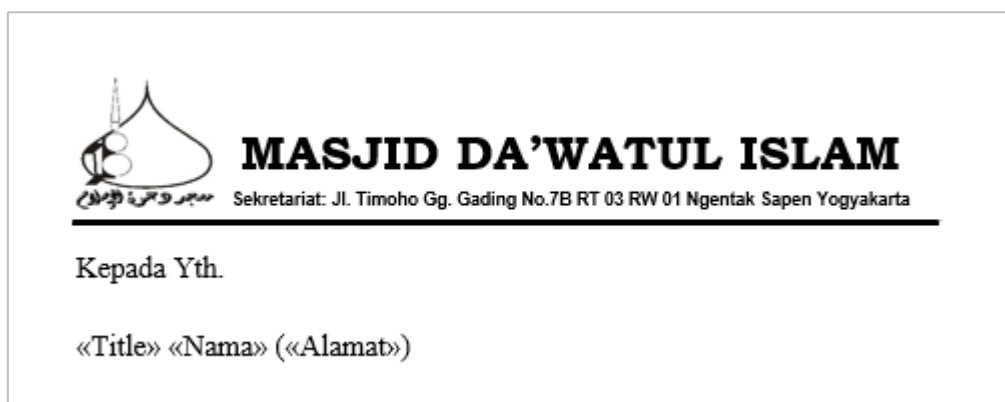 MASJID DA’WATUL ISLAM
Sekretariat: Jl. Timoho Gg. Gading No.7B RT 03 RW 01 Ngentak Sapen Yogyakarta
Kepada Yth.
«Title» «Nama» («Alamat»)